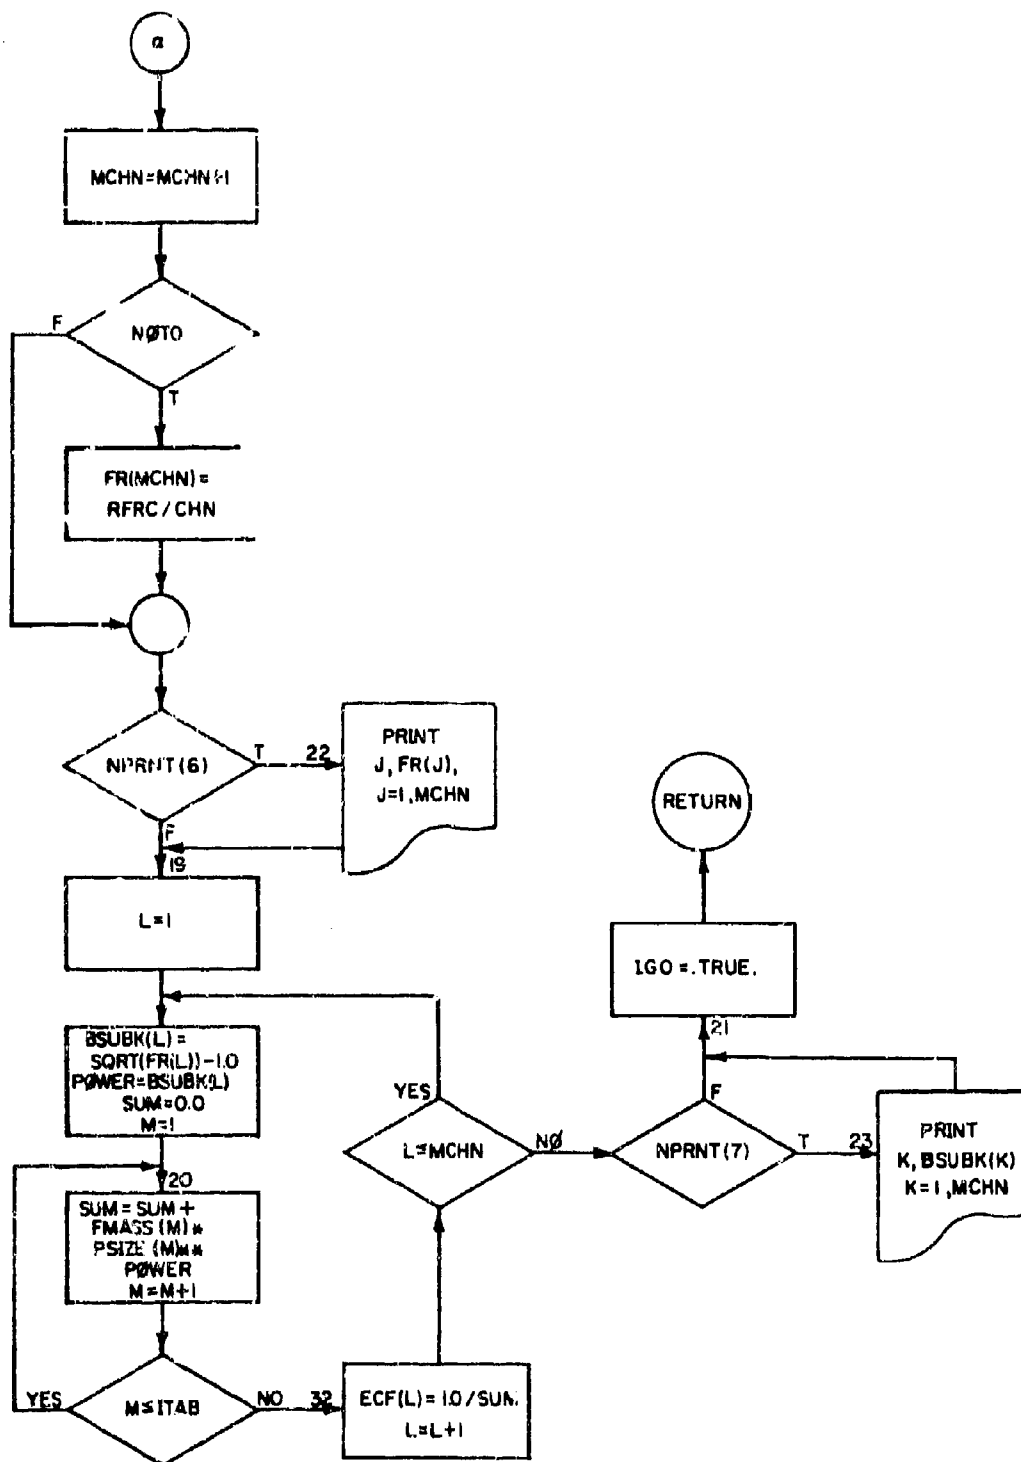 α
MCHN=MCHN+1
NØTO
F
T
FR(MCHN)=
RFRC/CHN
NPRNT(6)
T
22
PRINT
J, FR(J),
J=1,MCHN
F
19
L=1
BSUBK(L)=
SQRT(FR(L))-1.0
PØWER=BSUBK(L)
SUM=0.0
M=1
20
SUM=SUM+
FMASS(M)*
PSIZE(M)**
PØWER
M=M+1
M≤ITAB
YES
NO
32
ECF(L)=1.0/SUM
L=L+1
L≤MCHN
YES
NØ
NPRNT(7)
T
23
PRINT
K, BSUBK(K)
K=1,MCHN
F
21
IGO=.TRUE.
RETURN